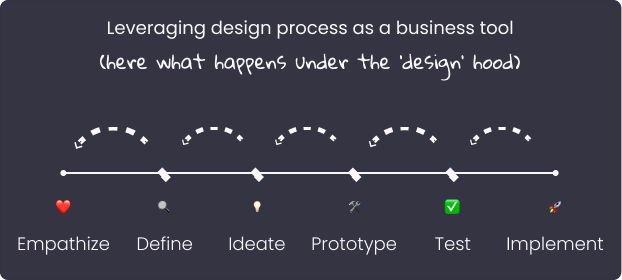 Leveraging design process as a business tool
(here what happens under the 'design' hood)
Empathize Define Ideate Prototype Test Implement